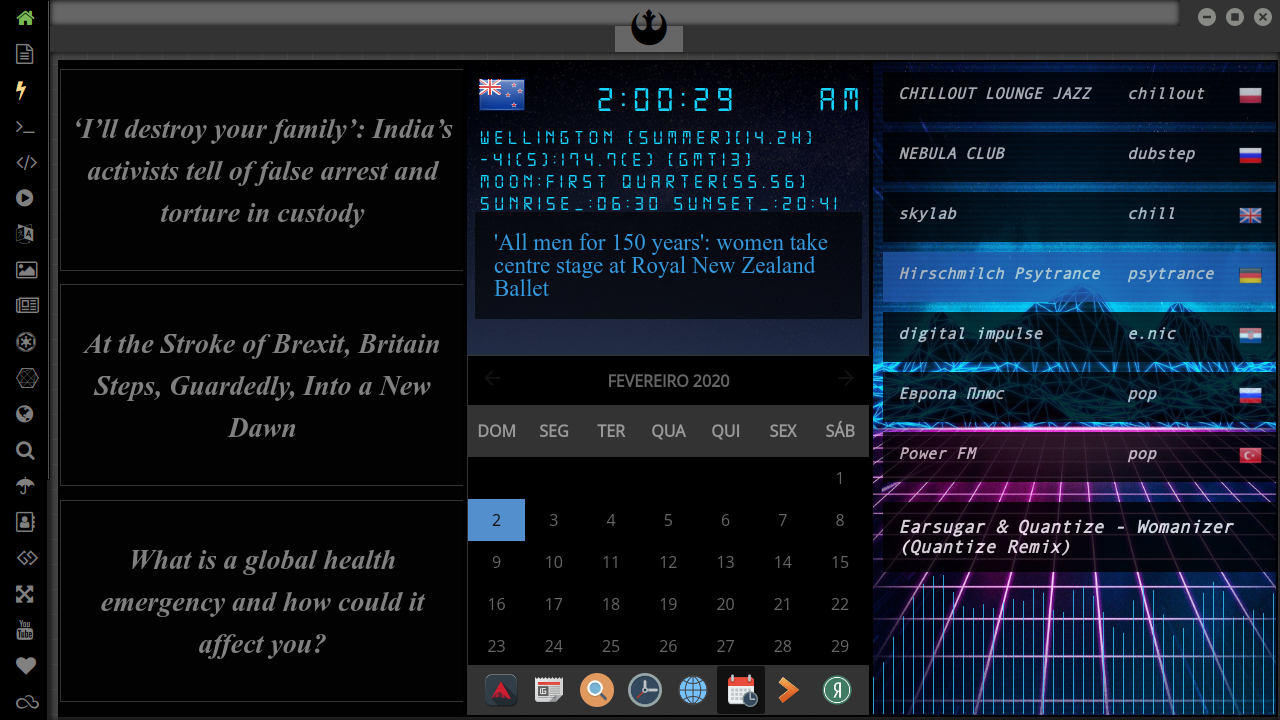 ‘I’ll destroy your family’: India’s
activists tell of false arrest and
torture in custody
At the Stroke of Brexit, Britain
Steps, Guardedly, Into a New
Dawn
What is a global health
emergency and how could it
affect you?
2:00:29 AM
WELLINGTON (SUMMER)(14.2H)
-41(S):174.7(E) (GMT13)
MOON:FIRST QUARTER(55.56)
SUNRISE_:06:30 SUNSET_:20:41
'All men for 150 years': women take
centre stage at Royal New Zealand
Ballet
FEVEREIRO 2020
DOM SEG TER QUA QUI SEX SÁB
1
2 3 4 5 6 7 8
9 10 11 12 13 14 15
16 17 18 19 20 21 22
23 24 25 26 27 28 29
CHILLOUT LOUNGE JAZZ chillout
NEBULA CLUB dubstep
skylab chill
Hirschmilch Psytrance psytrance
digital impulse e.nic
Европа Плюс pop
Power FM pop
Earsugar & Quantize - Womanizer
(Quantize Remix)
You
Tube
Я